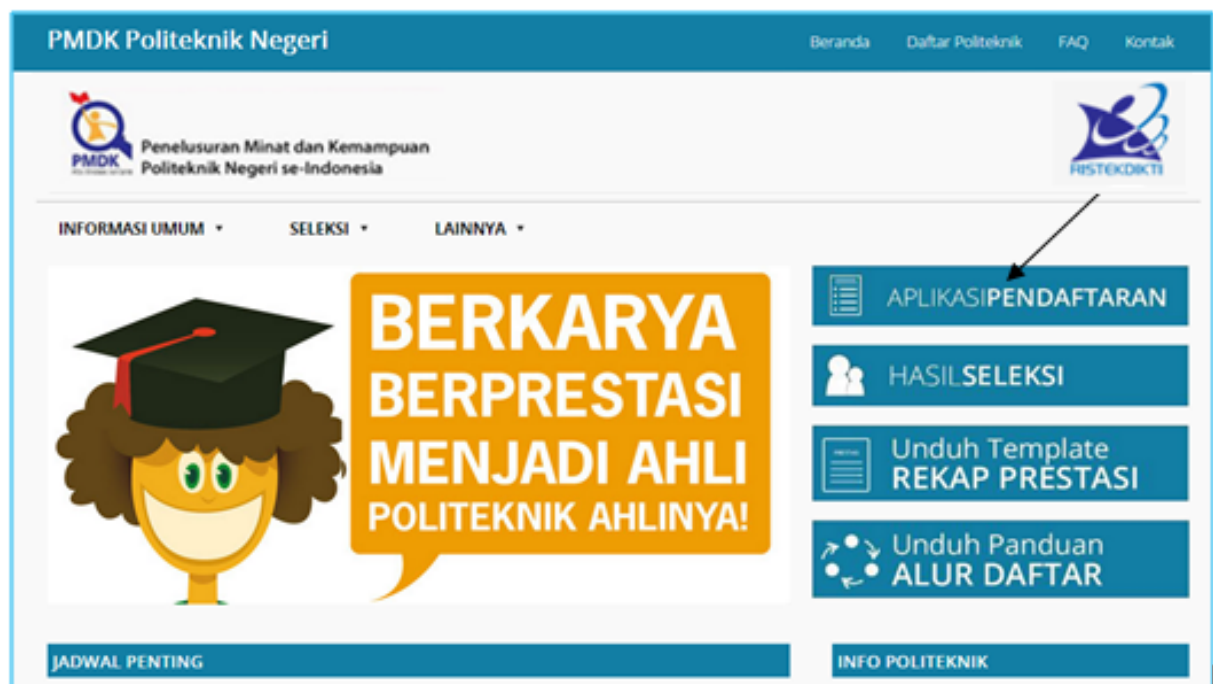 PMDK Politeknik Negeri
Beranda Daftar Politeknik FAQ Kontak
PMDK
Penelusuran Minat dan Kemampuan
Politeknik Negeri se-Indonesia
RISTEKDIKTI
INFORMASI UMUM SELEKSI LAINNYA
BERKARYA
BERPRESTASI
MENJADI AHLI
POLITEKNIK AHLINYA!
APLIKASIPENDAFTARAN
HASILSELEKSI
Unduh Template
REKAP PRESTASI
Unduh Panduan
ALUR DAFTAR
JADWAL PENTING
INFO POLITEKNIK